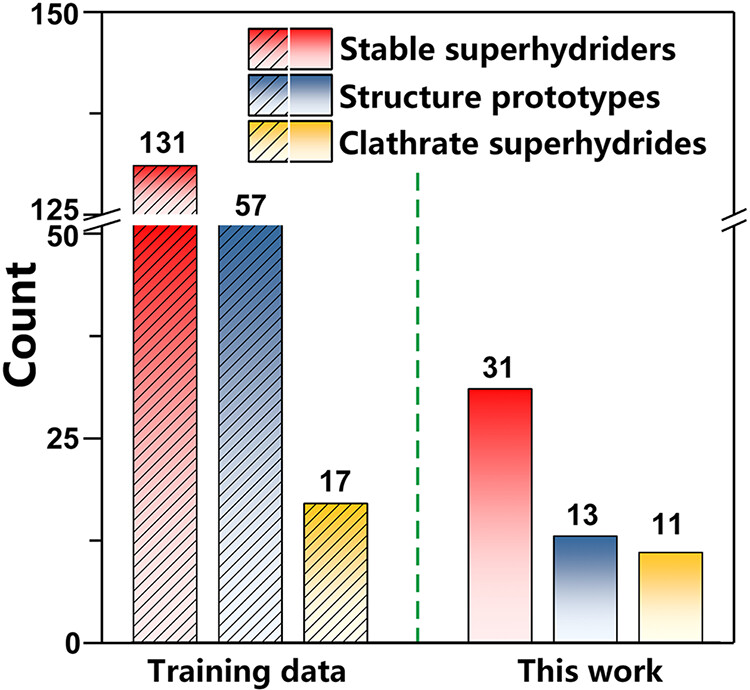 150
Stable superhydriders
Structure prototypes
Clathrate superhydrides
131
57
125
50
Count
31
25
17
13
11
0
Training data
This work